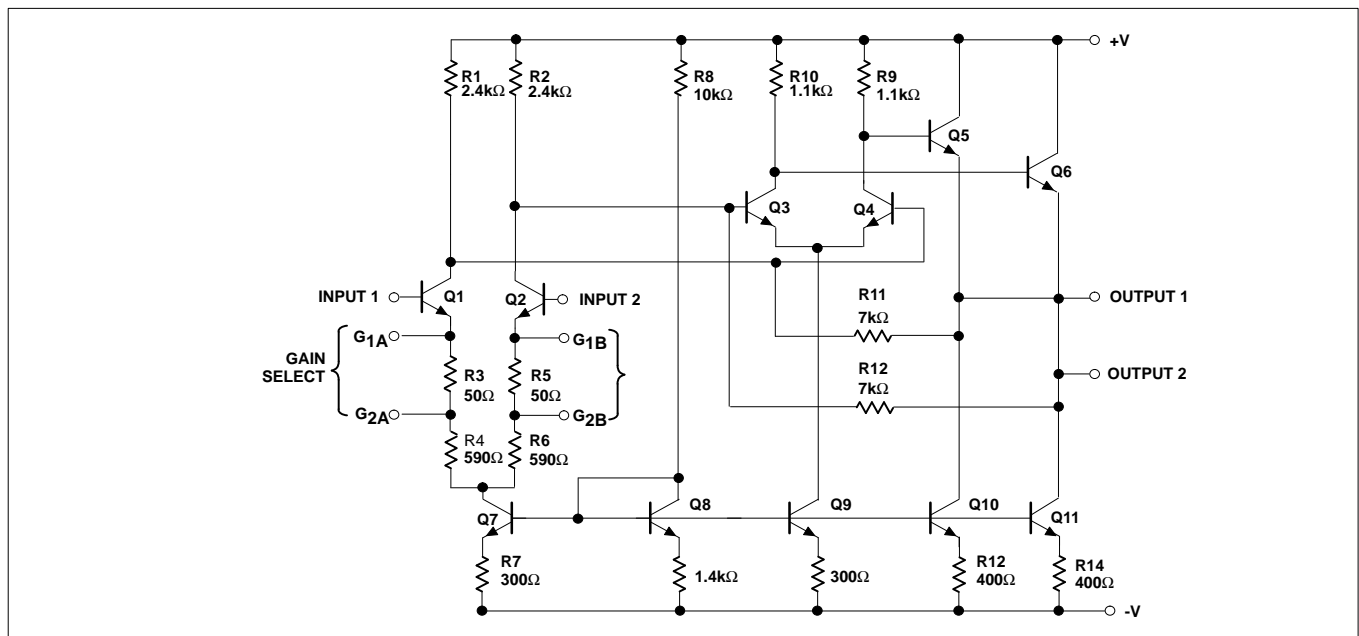 +V
R1
2.4kΩ
R2
2.4kΩ
R8
10kΩ
R10
1.1kΩ
R9
1.1kΩ
Q5
Q6
Q3
Q4
INPUT 1
Q1
Q2
INPUT 2
R11
7kΩ
OUTPUT 1
G1A
G1B
GAIN
SELECT
R3
50Ω
R5
50Ω
R12
7kΩ
OUTPUT 2
G2A
G2B
R4
590Ω
R6
590Ω
Q7
Q8
Q9
Q10
Q11
R7
300Ω
1.4kΩ
300Ω
R12
400Ω
R14
400Ω
-V